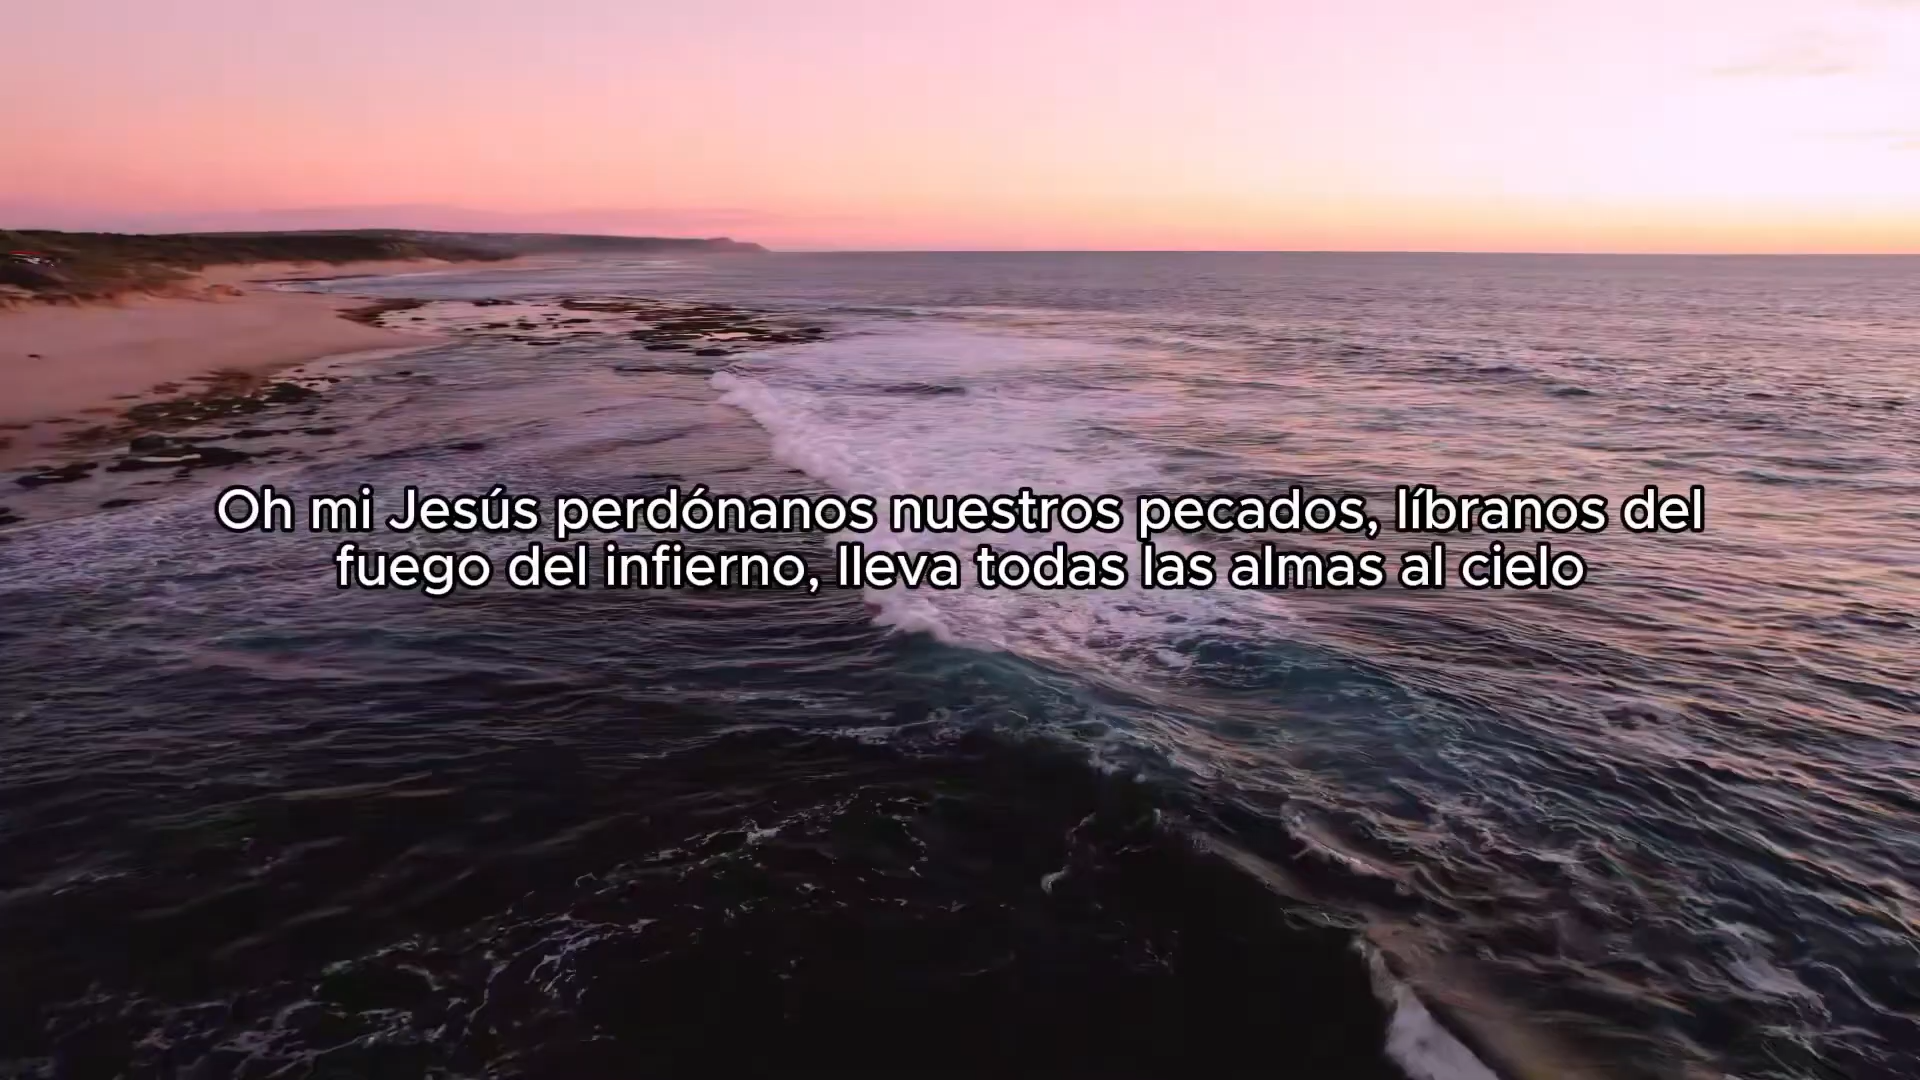 Oh mi Jesús perdónanos nuestros pecados, líbranos del
fuego del infierno, lleva todas las almas al cielo